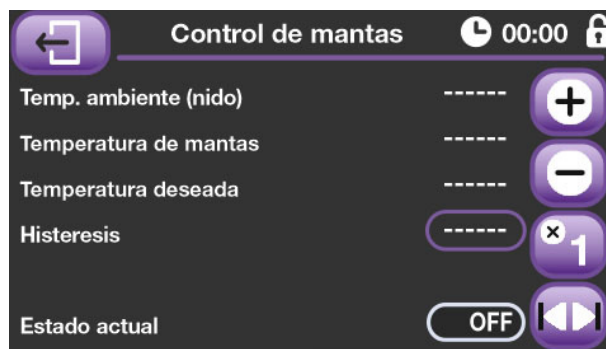 Control de mantas 00:00
Temp. ambiente (nido) ------
Temperatura de mantas ------
Temperatura deseada ------
Histeresis ------ ×1
Estado actual OFF